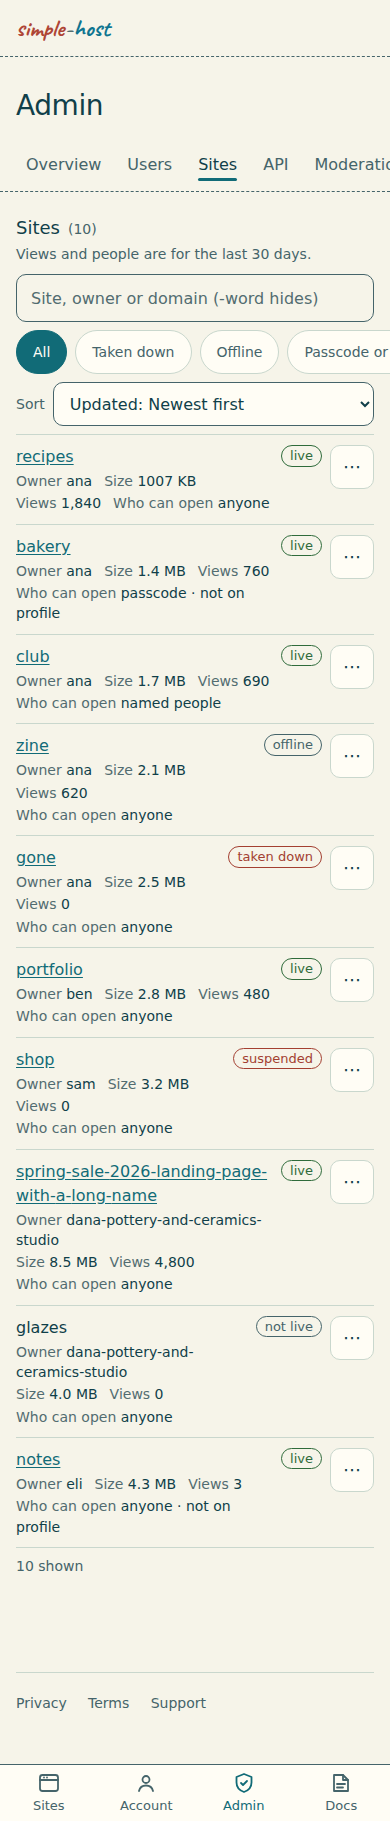 simple-host
Admin
Overview Users Sites API Moderatio
Sites (10)
Views and people are for the last 30 days.
Site, owner or domain (-word hides)
All Taken down Offline Passcode or
Sort Updated: Newest first
recipes live ...
Owner ana Size 1007 KB
Views 1,840 Who can open anyone
bakery live ...
Owner ana Size 1.4 MB Views 760
Who can open passcode · not on
profile
club live ...
Owner ana Size 1.7 MB Views 690
Who can open named people
zine offline ...
Owner ana Size 2.1 MB
Views 620
Who can open anyone
gone taken down ...
Owner ana Size 2.5 MB
Views 0
Who can open anyone
portfolio live ...
Owner ben Size 2.8 MB Views 480
Who can open anyone
shop suspended ...
Owner sam Size 3.2 MB
Views 0
Who can open anyone
spring-sale-2026-landing-page- live ...
with-a-long-name
Owner dana-pottery-and-ceramics-
studio
Size 8.5 MB Views 4,800
Who can open anyone
glazes not live ...
Owner dana-pottery-and-
ceramics-studio
Size 4.0 MB Views 0
Who can open anyone
notes live ...
Owner eli Size 4.3 MB Views 3
Who can open anyone · not on
profile
10 shown
Privacy Terms Support
Sites Account Admin Docs